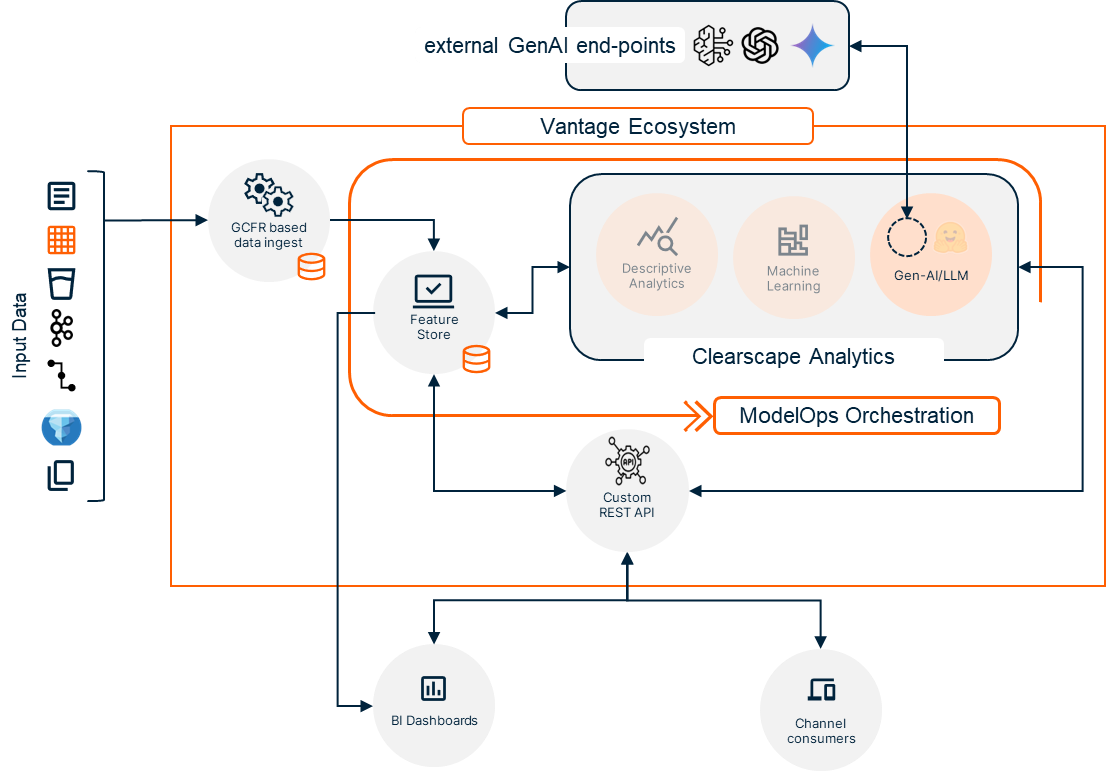 external GenAI end-points
Vantage Ecosystem
GCFR based
data ingest
Descriptive
Analytics
Machine
Learning
Gen-AI/LLM
Input Data
Feature
Store
Clearscape Analytics
ModelOps Orchestration
API
Custom
REST API
BI Dashboards
Channel
consumers